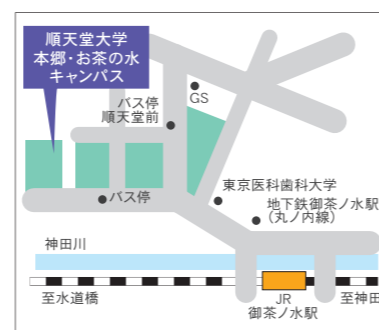 順天堂大学
本郷・お茶の水
キャンパス
バス停
順天堂前
GS
バス停
東京医科歯科大学
地下鉄御茶ノ水駅
(丸ノ内線)
神田川
至水道橋
JR
御茶ノ水駅
至神田